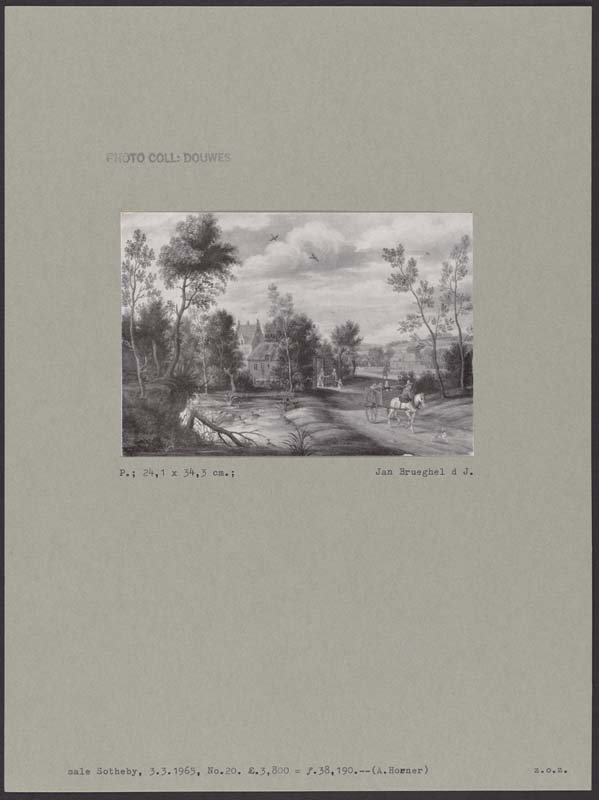 PHOTO COLL: DOUWES
P.; 24,1 x 34,3 cm.; Jan Brueghel d J.
sale Sotheby, 3.3.1965, No.20. £.3,800 = ƒ.38,190.--(A.Horner) z.o.z.